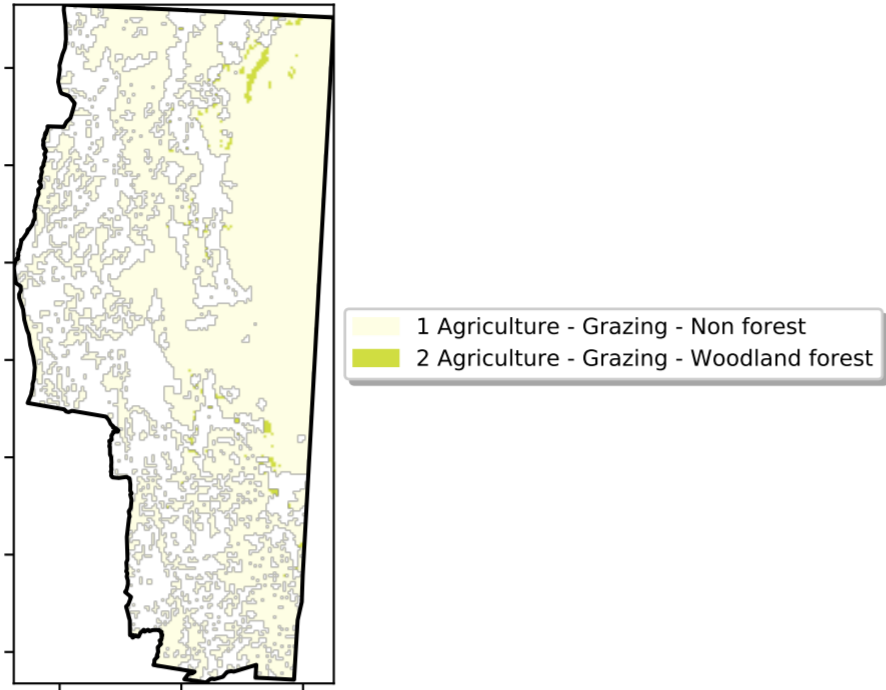 1 Agriculture - Grazing - Non forest
2 Agriculture - Grazing - Woodland forest